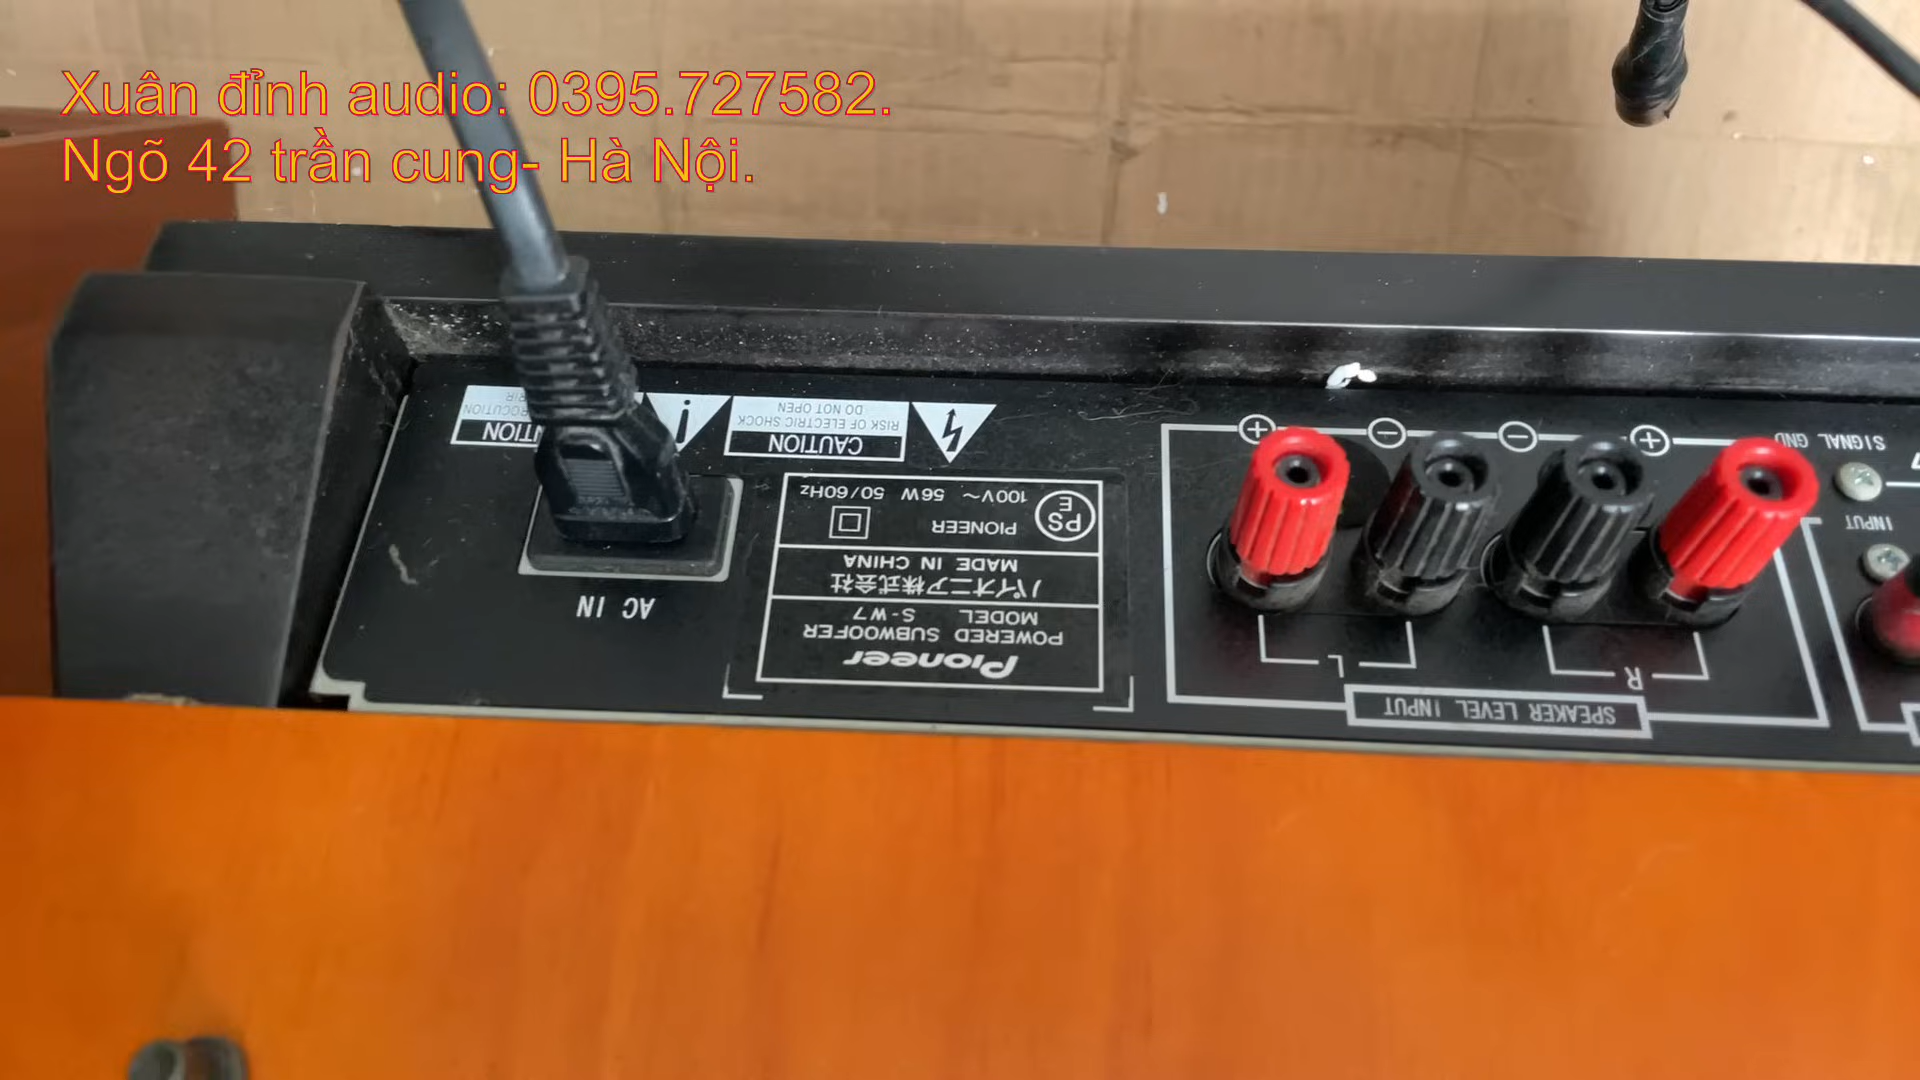 Xuân đỉnh audio: 0395.727582.
Ngõ 42 trần cung- Hà Nội.
SPEAKER LEVEL INPUT
R
L
SIGNAL GND
INPUT
Pioneer
POWERED SUBWOOFER
MODEL S-W7
パイオニア株式会社
MADE IN CHINA
PIONEER
PS
E
100V~ 56W 50/60Hz
AC IN
CAUTION
RISK OF ELECTRIC SHOCK
DO NOT OPEN